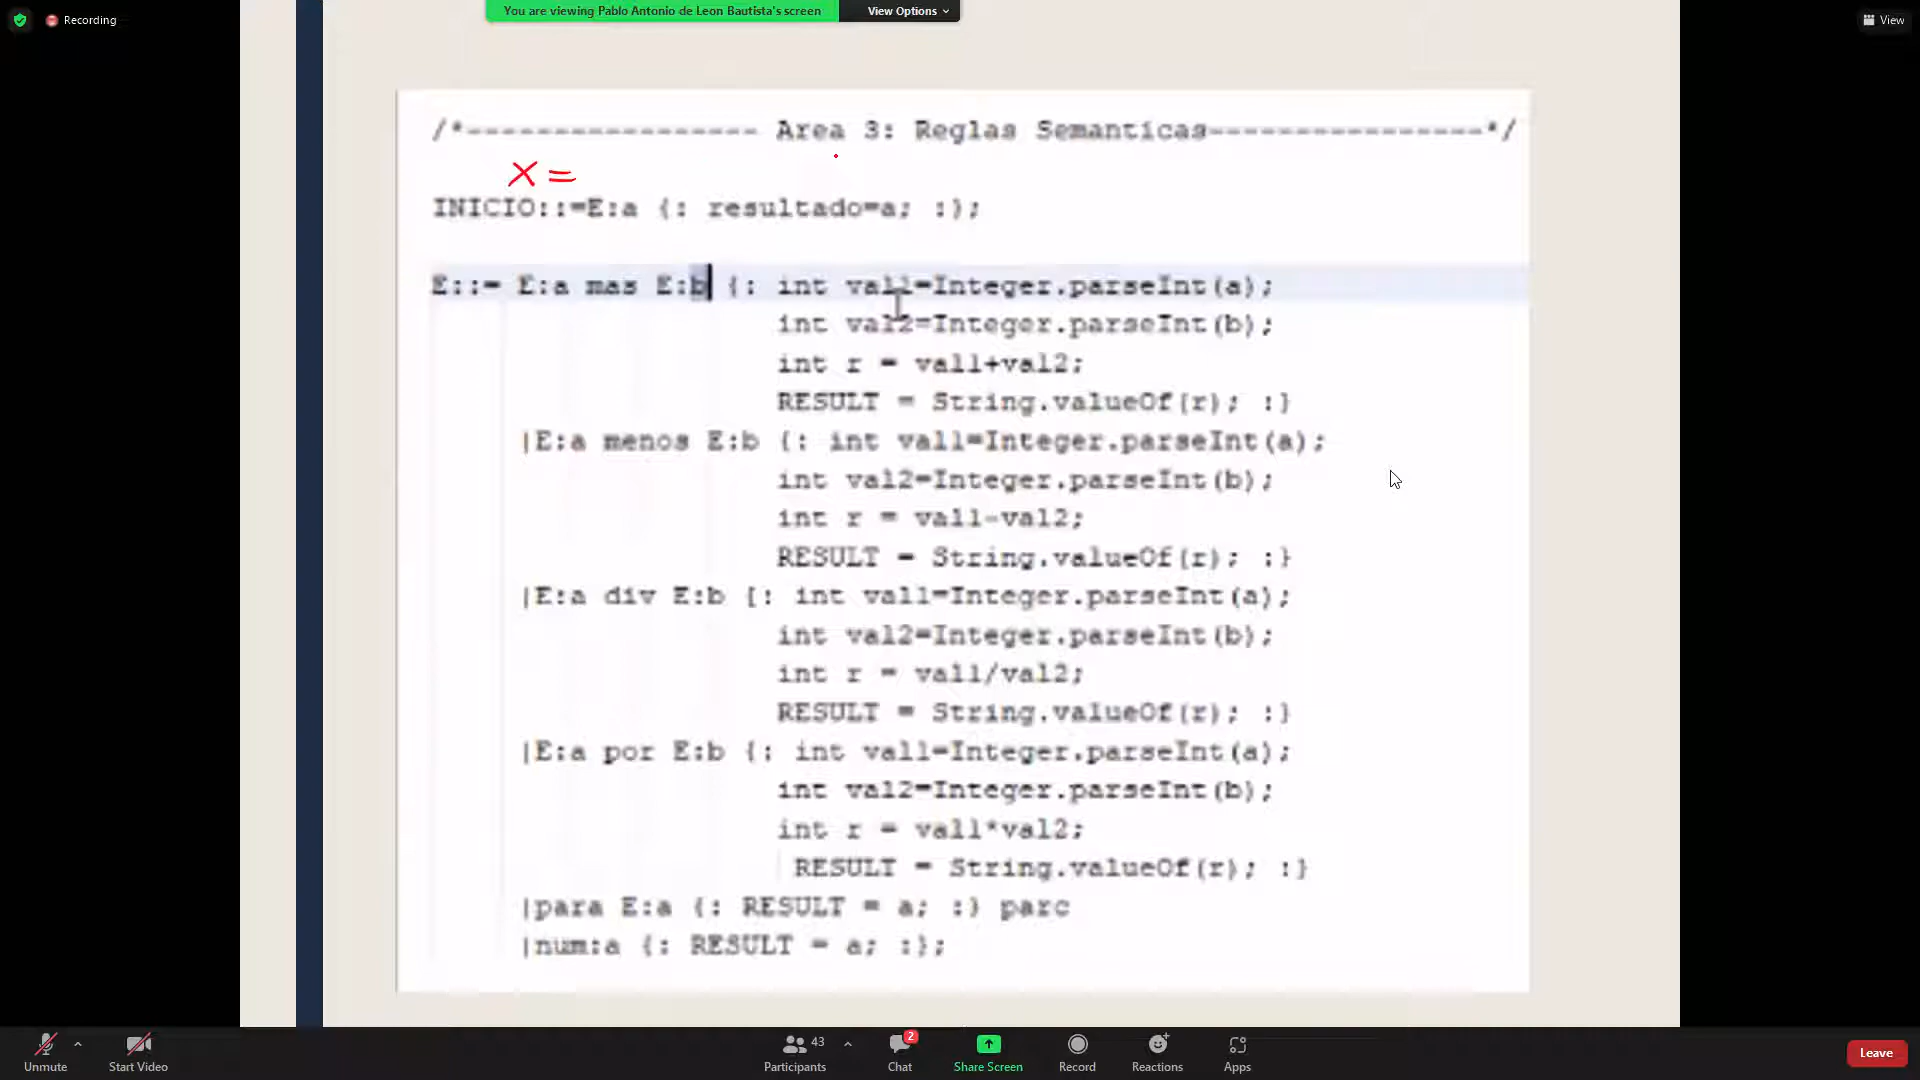 Recording
You are viewing Pablo Antonio de Leon Bautista's screen
View Options
View
/*----------------- Area 3: Reglas Semanticas----------------*/
X =
INICIO::=E:a {: resultado=a; :};
E::= E:a mas E:b {: int val1=Integer.parseInt(a);
int val2=Integer.parseInt(b);
int r = val1+val2;
RESULT = String.valueOf(r); :}
|E:a menos E:b {: int val1=Integer.parseInt(a);
int val2=Integer.parseInt(b);
int r = val1-val2;
RESULT = String.valueOf(r); :}
|E:a div E:b {: int val1=Integer.parseInt(a);
int val2=Integer.parseInt(b);
int r = val1/val2;
RESULT = String.valueOf(r); :}
|E:a por E:b {: int val1=Integer.parseInt(a);
int val2=Integer.parseInt(b);
int r = val1*val2;
RESULT = String.valueOf(r); :}
|para E:a {: RESULT = a; :} parc
|num:a {: RESULT = a; :};
Unmute
Start Video
Participants
43
Chat
2
Share Screen
Record
Reactions
Apps
Leave